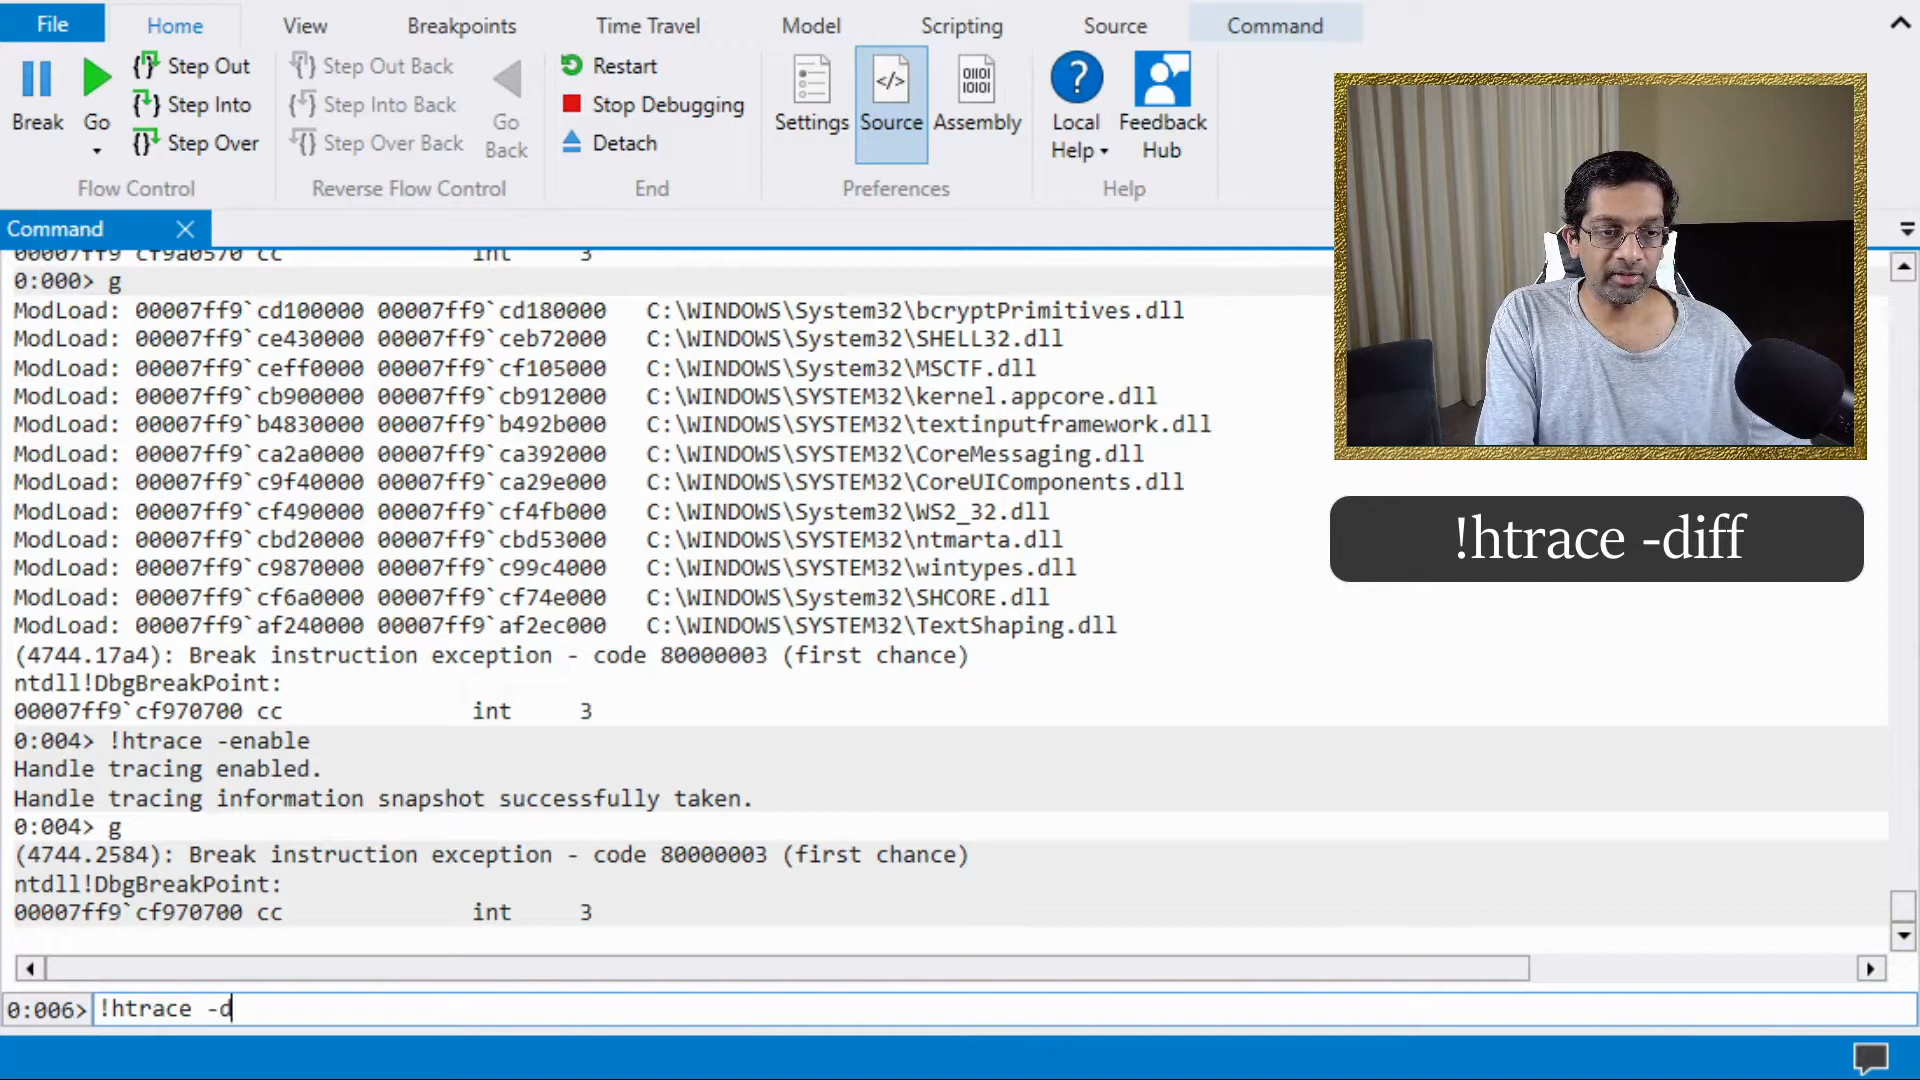 File
Home
View
Breakpoints
Time Travel
Model
Scripting
Source
Command
Break
Go
Step Out
Step Into
Step Over
Flow Control
Step Out Back
Step Into Back
Step Over Back
Go
Back
Reverse Flow Control
Restart
Stop Debugging
Detach
End
Settings
Source
Assembly
Preferences
Local
Help
Feedback
Hub
Help
Command
00007ff9`cf9a0570 cc int 3
0:000> g
ModLoad: 00007ff9`cd100000 00007ff9`cd180000 C:\WINDOWS\System32\bcryptPrimitives.dll
ModLoad: 00007ff9`ce430000 00007ff9`ceb72000 C:\WINDOWS\System32\SHELL32.dll
ModLoad: 00007ff9`ceff0000 00007ff9`cf105000 C:\WINDOWS\System32\MSCTF.dll
ModLoad: 00007ff9`cb900000 00007ff9`cb912000 C:\WINDOWS\SYSTEM32\kernel.appcore.dll
ModLoad: 00007ff9`b4830000 00007ff9`b492b000 C:\WINDOWS\SYSTEM32\textinputframework.dll
ModLoad: 00007ff9`ca2a0000 00007ff9`ca392000 C:\WINDOWS\SYSTEM32\CoreMessaging.dll
ModLoad: 00007ff9`c9f40000 00007ff9`ca29e000 C:\WINDOWS\SYSTEM32\CoreUIComponents.dll
ModLoad: 00007ff9`cf490000 00007ff9`cf4fb000 C:\WINDOWS\System32\WS2_32.dll
ModLoad: 00007ff9`cbd20000 00007ff9`cbd53000 C:\WINDOWS\SYSTEM32\ntmarta.dll
ModLoad: 00007ff9`c9870000 00007ff9`c99c4000 C:\WINDOWS\SYSTEM32\wintypes.dll
ModLoad: 00007ff9`cf6a0000 00007ff9`cf74e000 C:\WINDOWS\System32\SHCORE.dll
ModLoad: 00007ff9`af240000 00007ff9`af2ec000 C:\WINDOWS\SYSTEM32\TextShaping.dll
(4744.17a4): Break instruction exception - code 80000003 (first chance)
ntdll!DbgBreakPoint:
00007ff9`cf970700 cc int 3
0:004> !htrace -enable
Handle tracing enabled.
Handle tracing information snapshot successfully taken.
0:004> g
(4744.2584): Break instruction exception - code 80000003 (first chance)
ntdll!DbgBreakPoint:
00007ff9`cf970700 cc int 3
0:006> !htrace -d
!htrace -diff